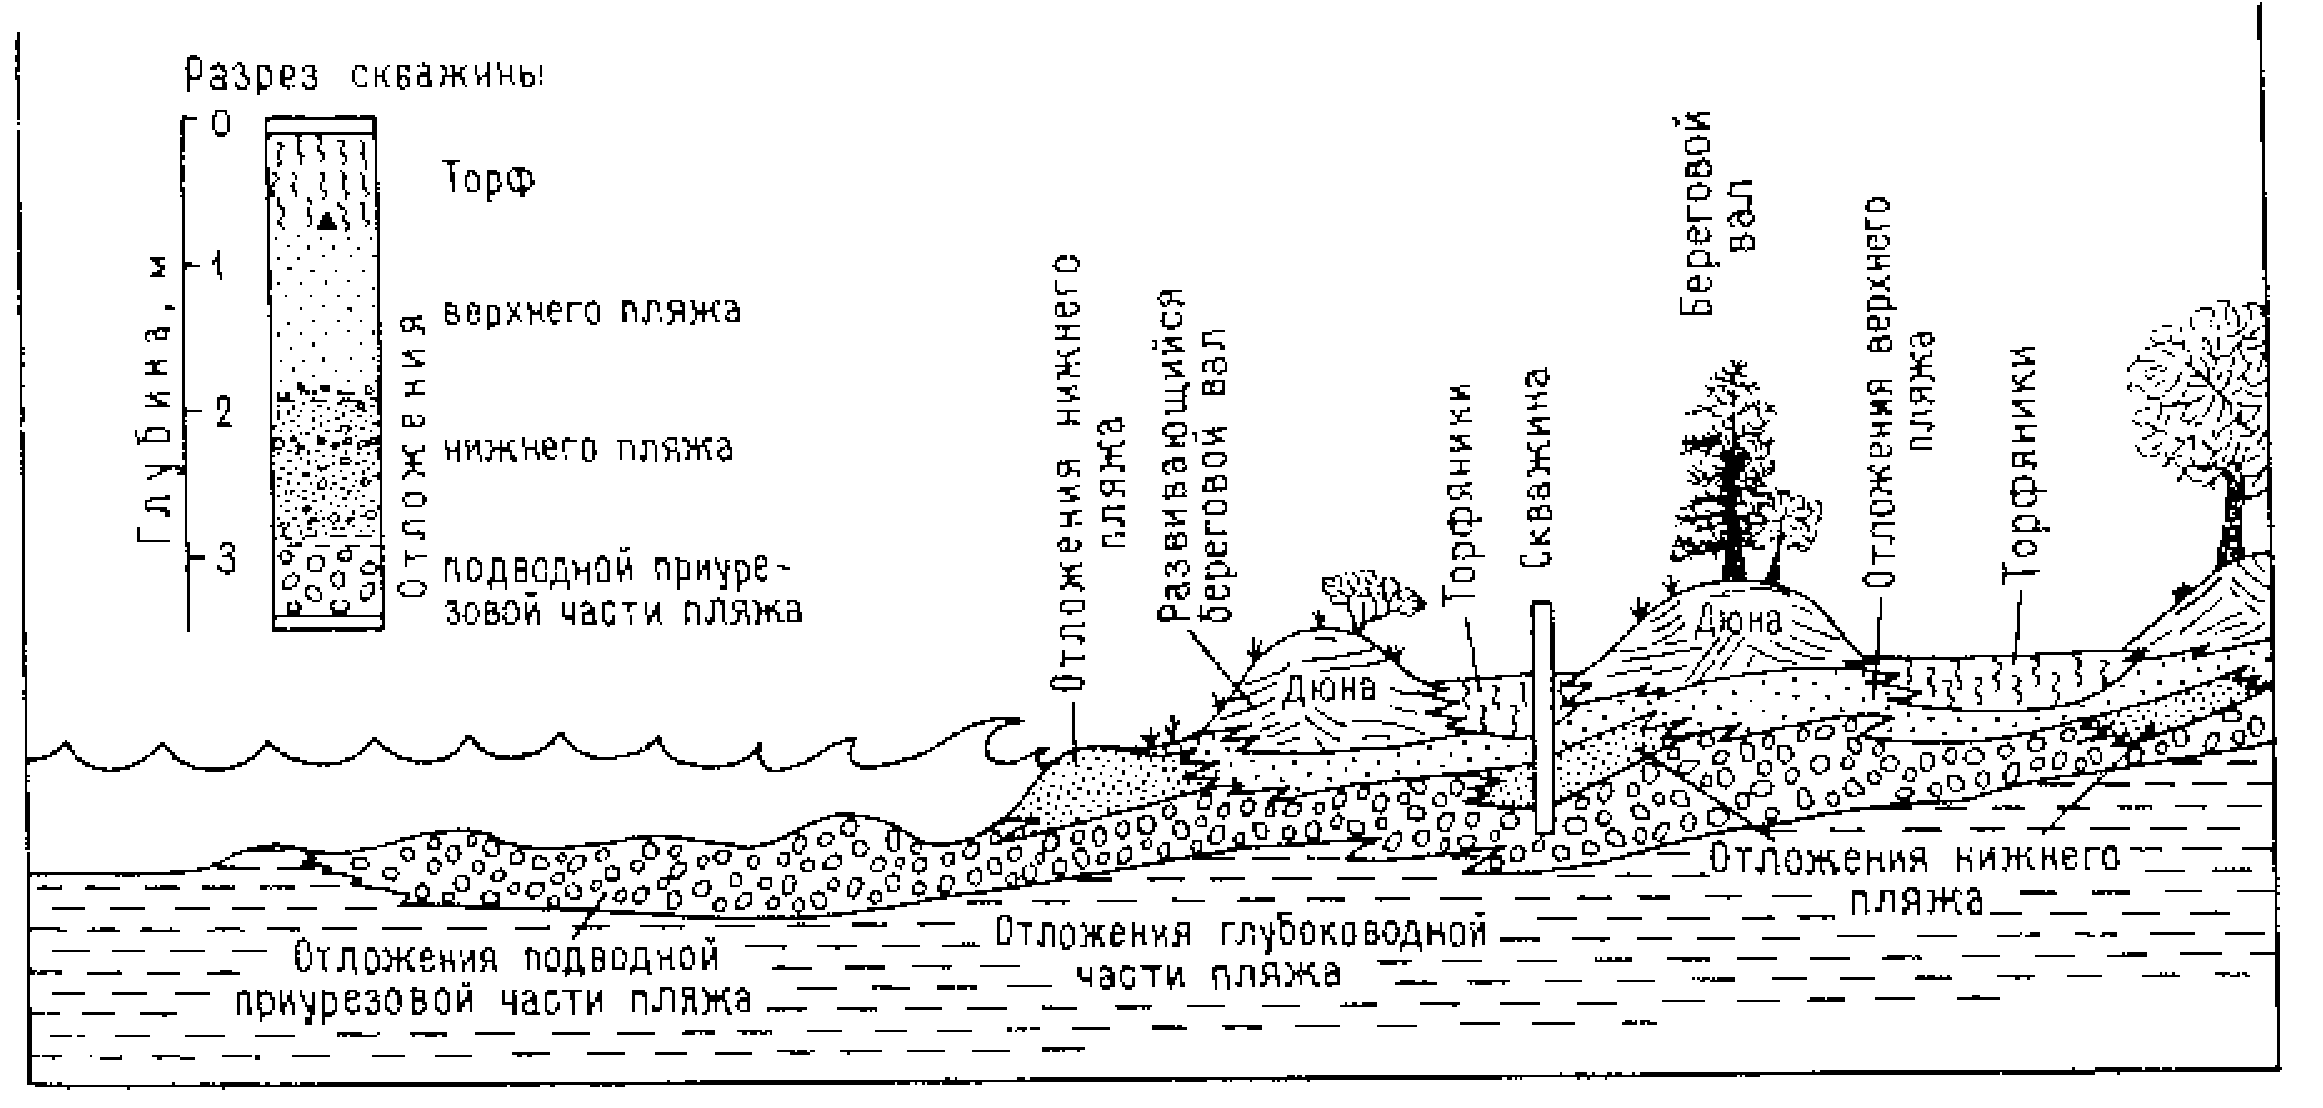 Разрез скважины
0
1
2
3
Глубина, м
Торф
верхнего пляжа
нижнего пляжа
подводной приуре-
зовой части пляжа
Отложения
Отложения нижнего
пляжа
Развивающийся
береговой вал
Торфяники
Скважина
Береговой
вал
Отложения верхнего
пляжа
Торфяники
Дюна
Дюна
Отложения нижнего
пляжа
Отложения глубоководной
части пляжа
Отложения подводной
приурезовой части пляжа